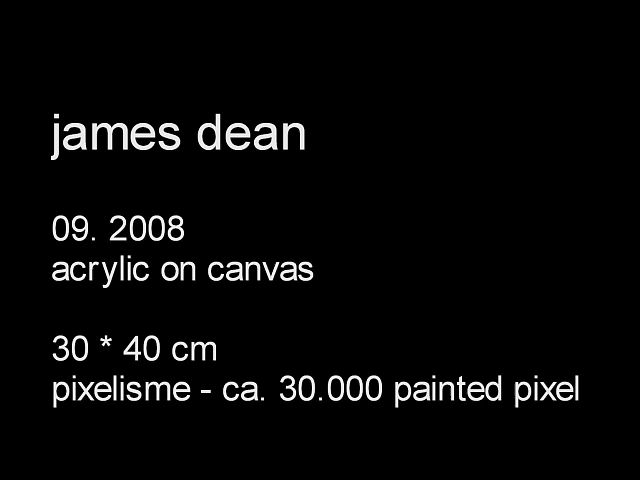 james dean
09. 2008
acrylic on canvas
30 * 40 cm
pixelisme - ca. 30.000 painted pixel